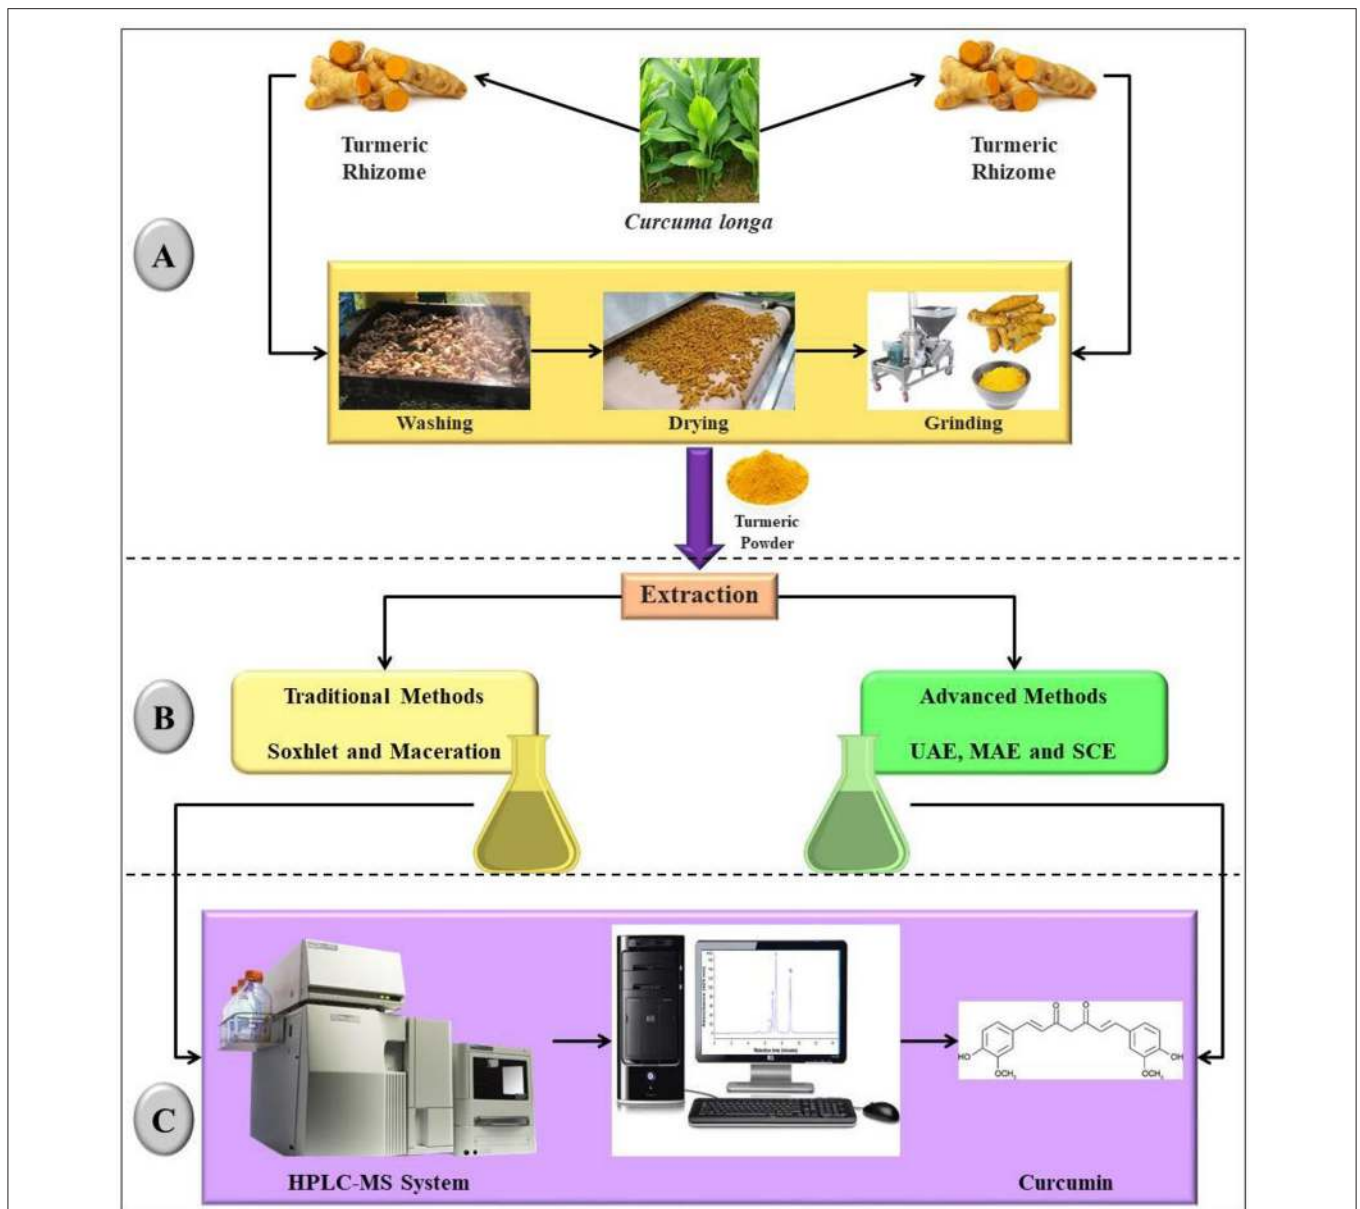 Turmeric
Rhizome
Curcuma longa
Turmeric
Rhizome
A
Washing
Drying
Grinding
Turmeric
Powder
Extraction
B
Traditional Methods
Soxhlet and Maceration
Advanced Methods
UAE, MAE and SCE
C
HPLC-MS System
O
O
HO
OCH₃
OH
OCH₃
Curcumin